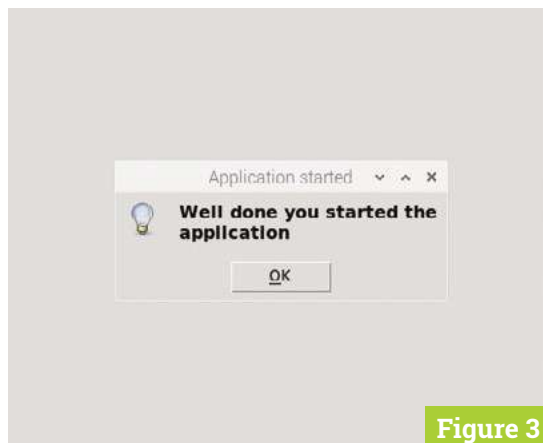 Application started
Well done you started the
application
OK
Figure 3